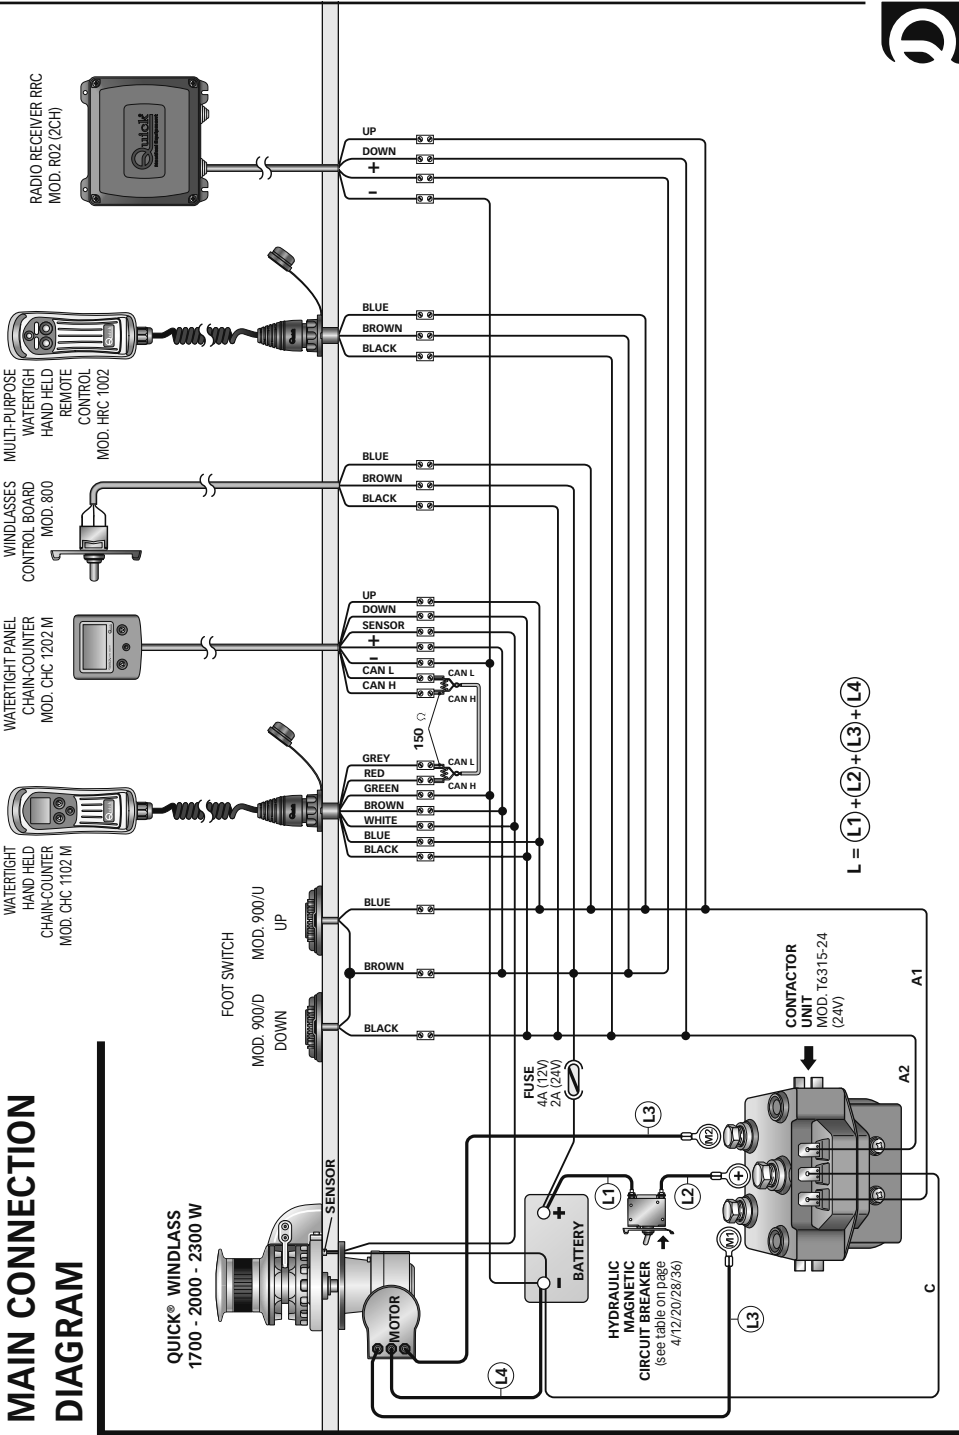 MAIN CONNECTION
DIAGRAM
QUICK® WINDLASS
1700 - 2000 - 2300 W
SENSOR
MOTOR
FOOT SWITCH
MOD. 900/D
DOWN
MOD. 900/U
UP
WATERTIGHT
HAND HELD
CHAIN-COUNTER
MOD. CHC 1102 M
WATERTIGHT PANEL
CHAIN-COUNTER
MOD. CHC 1202 M
WINDLASSES
CONTROL BOARD
MOD. 800
MULTI-PURPOSE
WATERTIGH
HAND HELD
REMOTE
CONTROL
MOD. HRC 1002
RADIO RECEIVER RRC
MOD. R02 (2CH)
Quick®
BLACK
BROWN
BLUE
BLACK
BLUE
WHITE
BROWN
GREEN
RED
GREY
CAN H
CAN L
–
+
SENSOR
DOWN
UP
BLACK
BROWN
BLUE
BLACK
BROWN
BLUE
–
+
DOWN
UP
CAN H
CAN L
150 Ω
CAN H
CAN L
FUSE
4A (12V)
2A (24V)
BATTERY
–
+
L1
L2
L3
L3
L4
HYDRAULIC
MAGNETIC
CIRCUIT BREAKER
(see table on page
4/12/20/28/36)
M1
+
M2
CONTACTOR
UNIT
MOD. T6315-24
(24V)
A1
A2
C
L = L1 + L2 + L3 + L4